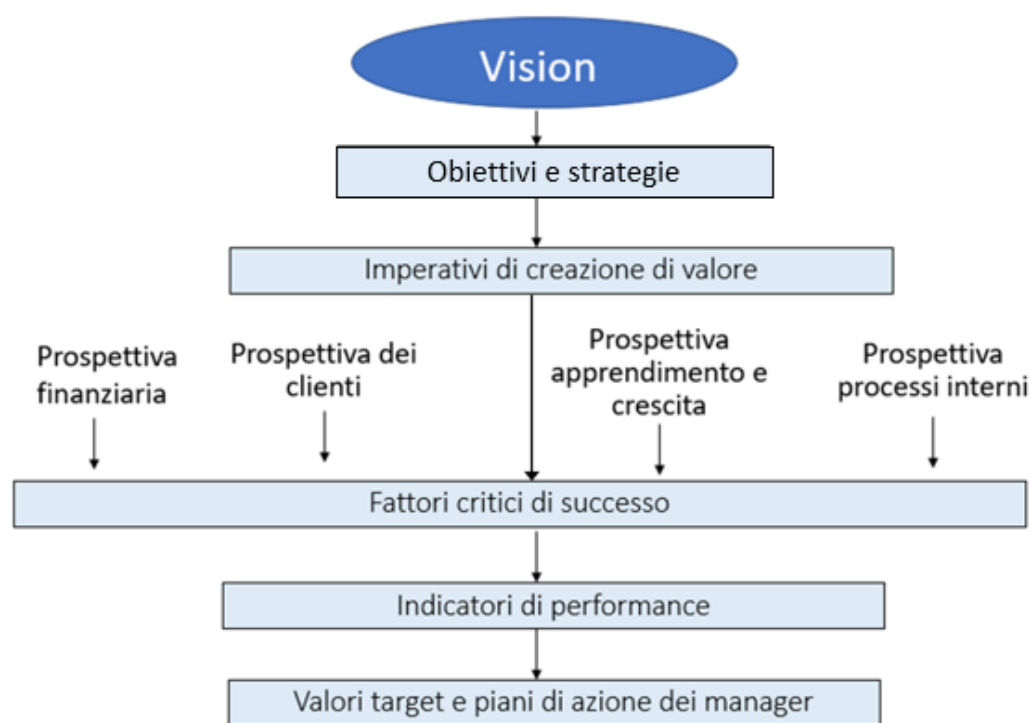 Vision
Obiettivi e strategie
Imperativi di creazione di valore
Prospettiva
finanziaria
Prospettiva dei
clienti
Prospettiva
apprendimento e
crescita
Prospettiva
processi interni
Fattori critici di successo
Indicatori di performance
Valori target e piani di azione dei manager